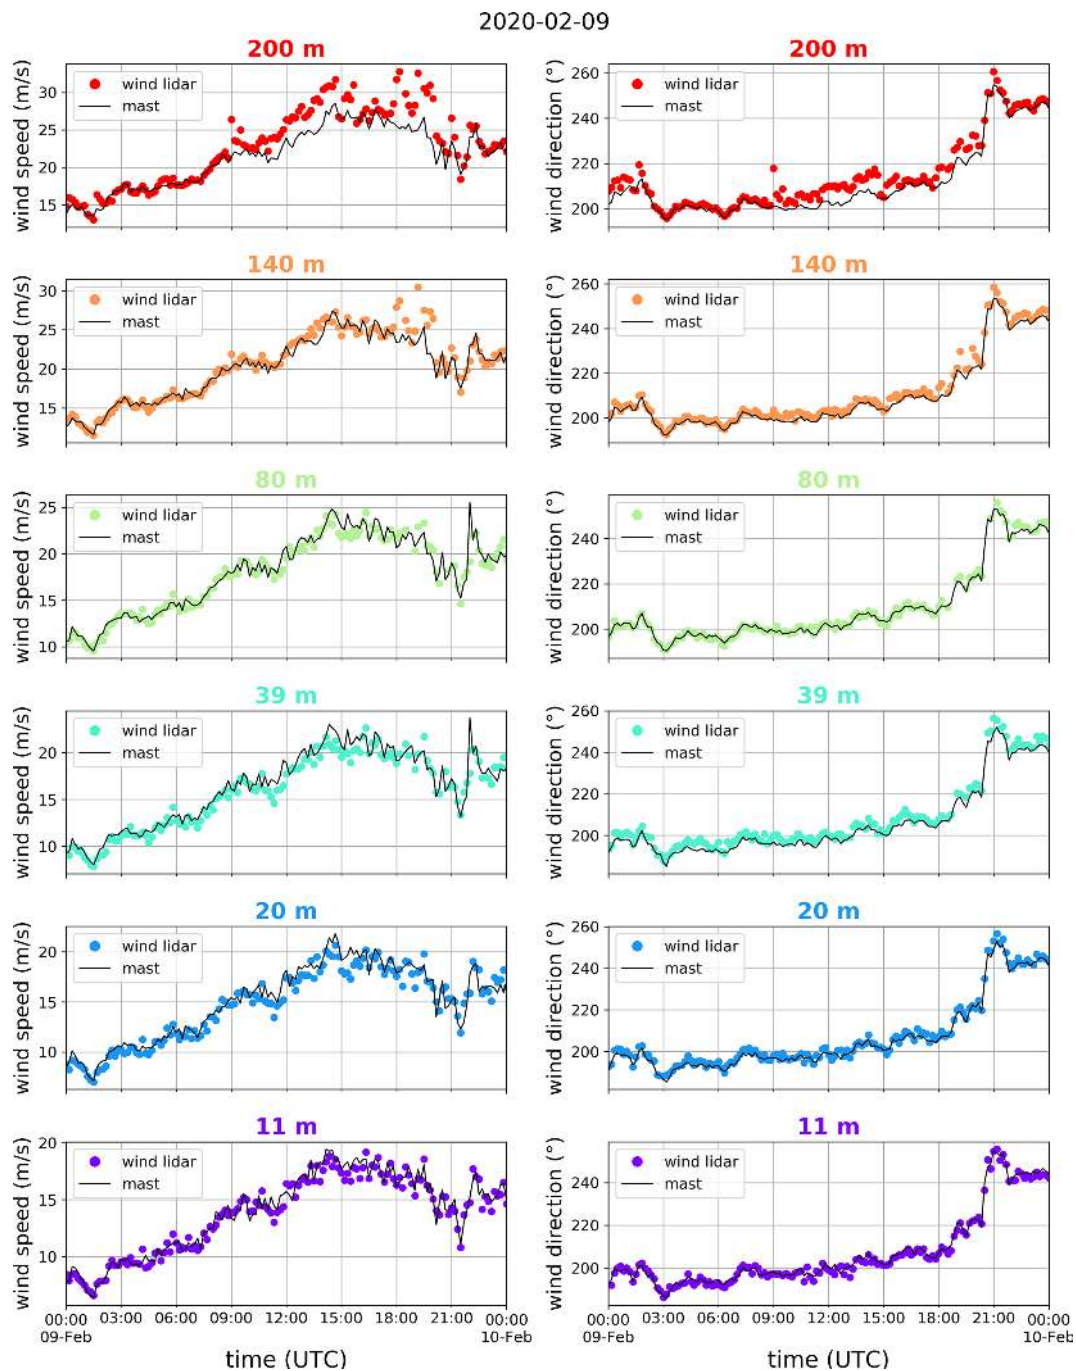 2020-02-09
200 m
200 m
wind speed (m/s)
30
25
20
15
wind lidar
mast
wind direction (°)
260
240
220
200
wind lidar
mast
140 m
140 m
wind speed (m/s)
30
25
20
15
wind lidar
mast
wind direction (°)
260
240
220
200
wind lidar
mast
80 m
80 m
wind speed (m/s)
25
20
15
10
wind lidar
mast
wind direction (°)
240
220
200
wind lidar
mast
39 m
39 m
wind speed (m/s)
20
15
10
wind lidar
mast
wind direction (°)
260
240
220
200
wind lidar
mast
20 m
20 m
wind speed (m/s)
20
15
10
wind lidar
mast
wind direction (°)
260
240
220
200
wind lidar
mast
11 m
11 m
wind speed (m/s)
20
15
10
wind lidar
mast
wind direction (°)
240
220
200
180
wind lidar
mast
00:00 03:00 06:00 09:00 12:00 15:00 18:00 21:00 00:00
09-Feb 10-Feb
time (UTC)
00:00 03:00 06:00 09:00 12:00 15:00 18:00 21:00 00:00
09-Feb 10-Feb
time (UTC)